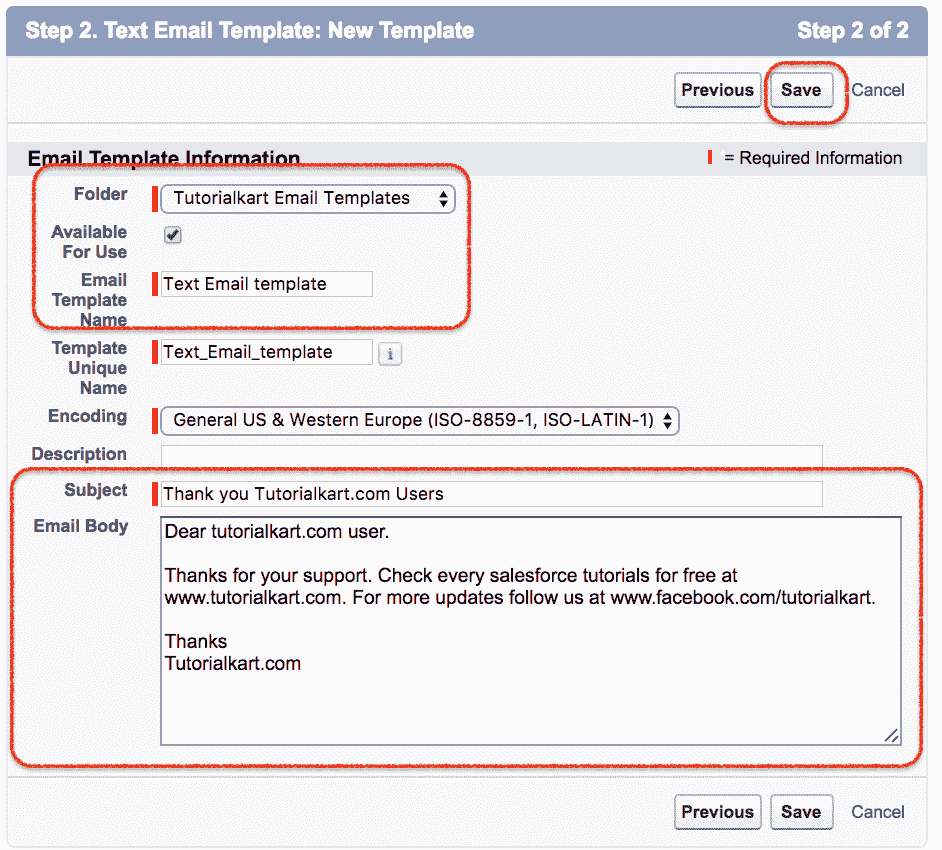 Step 2. Text Email Template: New Template Step 2 of 2
Previous Save Cancel
Email Template Information = Required Information
Folder Tutorialkart Email Templates
Available
For Use
Email
Template
Name
Text Email template
Template
Unique
Name
Text_Email_template i
Encoding General US & Western Europe (ISO-8859-1, ISO-LATIN-1)
Description
Subject Thank you Tutorialkart.com Users
Email Body
Dear tutorialkart.com user.
Thanks for your support. Check every salesforce tutorials for free at
www.tutorialkart.com. For more updates follow us at www.facebook.com/tutorialkart.
Thanks
Tutorialkart.com
Previous Save Cancel